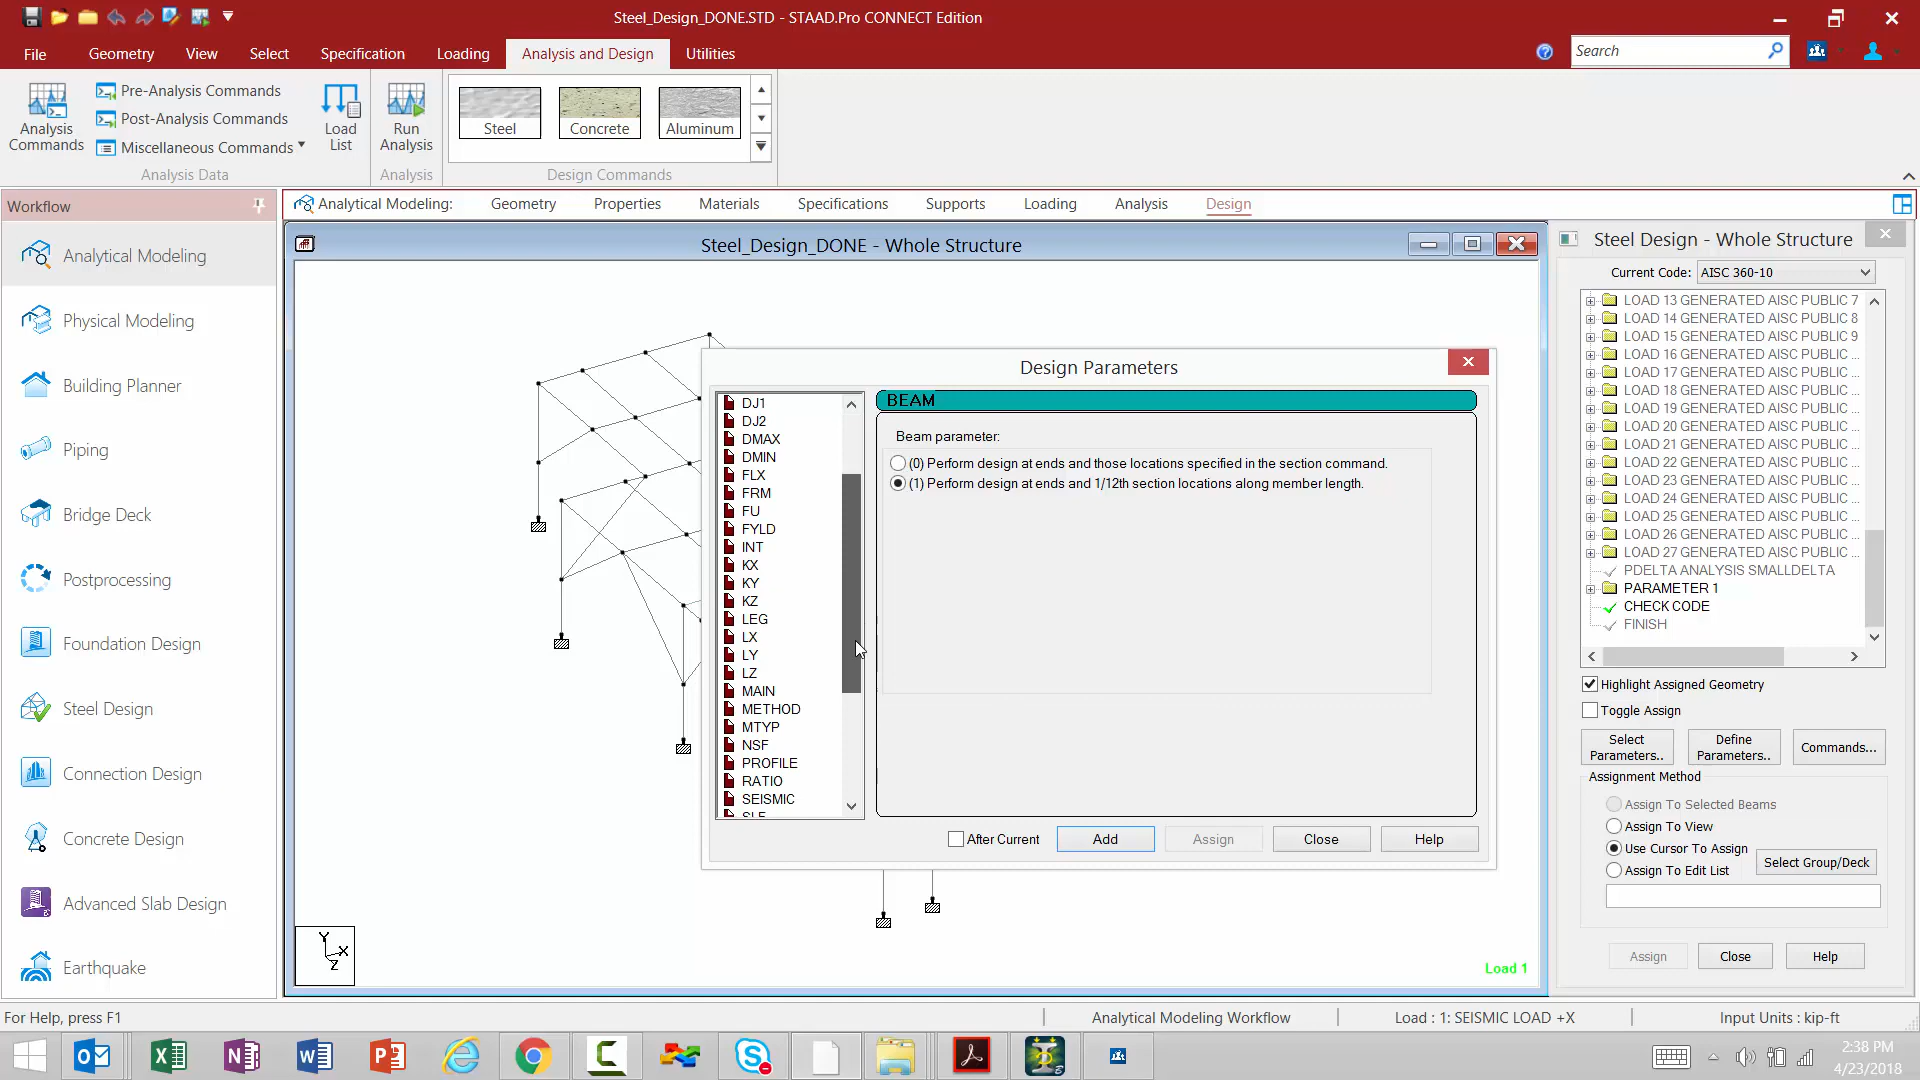 Steel_Design_DONE.STD - STAAD.Pro CONNECT Edition
File
Geometry
View
Select
Specification
Loading
Analysis and Design
Utilities
Search
Analysis
Commands
Pre-Analysis Commands
Post-Analysis Commands
Miscellaneous Commands
Load
List
Run
Analysis
Steel
Concrete
Aluminum
Analysis Data
Analysis
Design Commands
Workflow
Analytical Modeling
Physical Modeling
Building Planner
Piping
Bridge Deck
Postprocessing
Foundation Design
Steel Design
Connection Design
Concrete Design
Advanced Slab Design
Earthquake
Analytical Modeling:
Geometry
Properties
Materials
Specifications
Supports
Loading
Analysis
Design
Steel_Design_DONE - Whole Structure
Y
X
Z
Load 1
Design Parameters
DJ1
DJ2
DMAX
DMIN
FLX
FRM
FU
FYLD
INT
KX
KY
KZ
LEG
LX
LY
LZ
MAIN
METHOD
MTYP
NSF
PROFILE
RATIO
SEISMIC
BEAM
Beam parameter:
(0) Perform design at ends and those locations specified in the section command.
(1) Perform design at ends and 1/12th section locations along member length.
After Current
Add
Assign
Close
Help
Steel Design - Whole Structure
Current Code:
AISC 360-10
LOAD 13 GENERATED AISC PUBLIC 7
LOAD 14 GENERATED AISC PUBLIC 8
LOAD 15 GENERATED AISC PUBLIC 9
LOAD 16 GENERATED AISC PUBLIC ...
LOAD 17 GENERATED AISC PUBLIC ...
LOAD 18 GENERATED AISC PUBLIC ...
LOAD 19 GENERATED AISC PUBLIC ...
LOAD 20 GENERATED AISC PUBLIC ...
LOAD 21 GENERATED AISC PUBLIC ...
LOAD 22 GENERATED AISC PUBLIC ...
LOAD 23 GENERATED AISC PUBLIC ...
LOAD 24 GENERATED AISC PUBLIC ...
LOAD 25 GENERATED AISC PUBLIC ...
LOAD 26 GENERATED AISC PUBLIC ...
LOAD 27 GENERATED AISC PUBLIC ...
PDELTA ANALYSIS SMALLDELTA
PARAMETER 1
CHECK CODE
FINISH
Highlight Assigned Geometry
Toggle Assign
Select
Parameters..
Define
Parameters..
Commands...
Assignment Method
Assign To Selected Beams
Assign To View
Use Cursor To Assign
Assign To Edit List
Select Group/Deck
Assign
Close
Help
For Help, press F1
Analytical Modeling Workflow
Load : 1: SEISMIC LOAD +X
Input Units : kip-ft
2:38 PM
4/23/2018